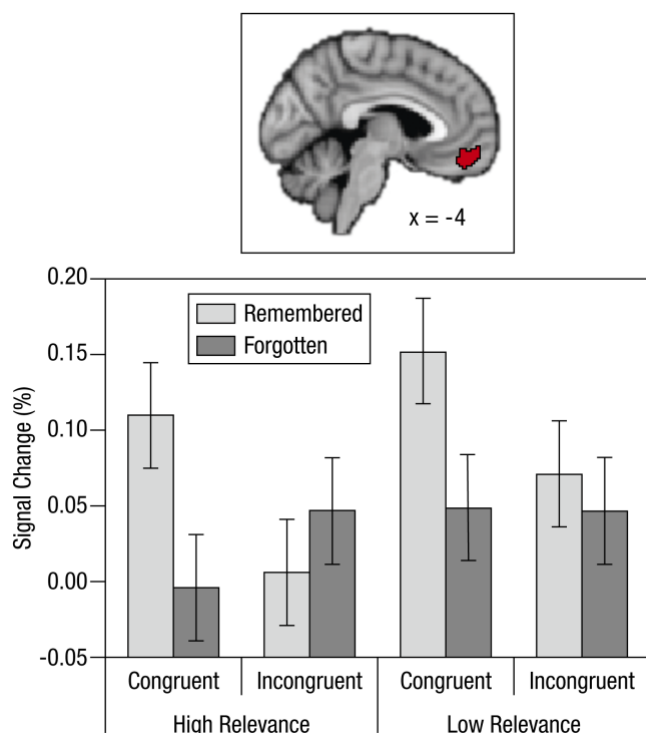 x = -4
0.20
0.15
0.10
0.05
0.00
-0.05
Signal Change (%)
Remembered
Forgotten
Congruent Incongruent Congruent Incongruent
High Relevance Low Relevance